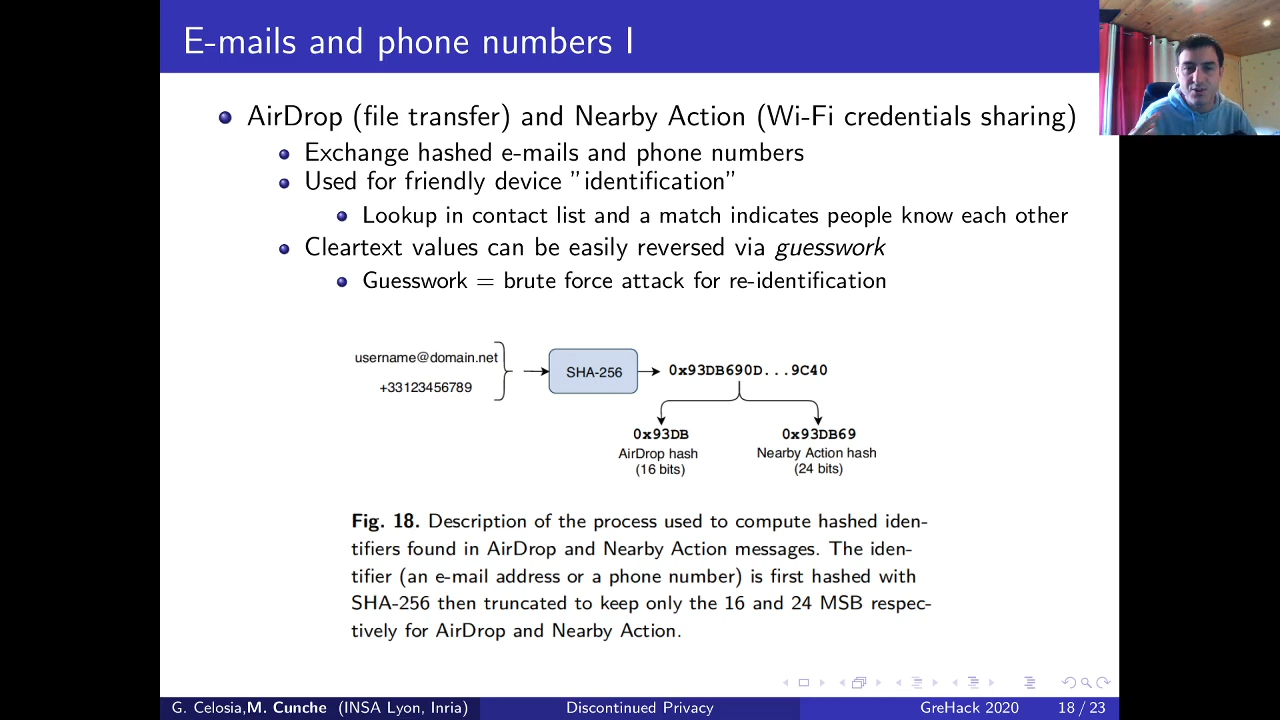 E-mails and phone numbers I
AirDrop (file transfer) and Nearby Action (Wi-Fi credentials sharing)
Exchange hashed e-mails and phone numbers
Used for friendly device ”identification”
Lookup in contact list and a match indicates people know each other
Cleartext values can be easily reversed via guesswork
Guesswork = brute force attack for re-identification
username@domain.net
+33123456789
SHA-256
0x93DB690D...9C40
0x93DB
AirDrop hash
(16 bits)
0x93DB69
Nearby Action hash
(24 bits)
Fig. 18. Description of the process used to compute hashed iden-
tifiers found in AirDrop and Nearby Action messages. The iden-
tifier (an e-mail address or a phone number) is first hashed with
SHA-256 then truncated to keep only the 16 and 24 MSB respec-
tively for AirDrop and Nearby Action.
G. Celosia,M. Cunche (INSA Lyon, Inria)
Discontinued Privacy
GreHack 2020
18 / 23